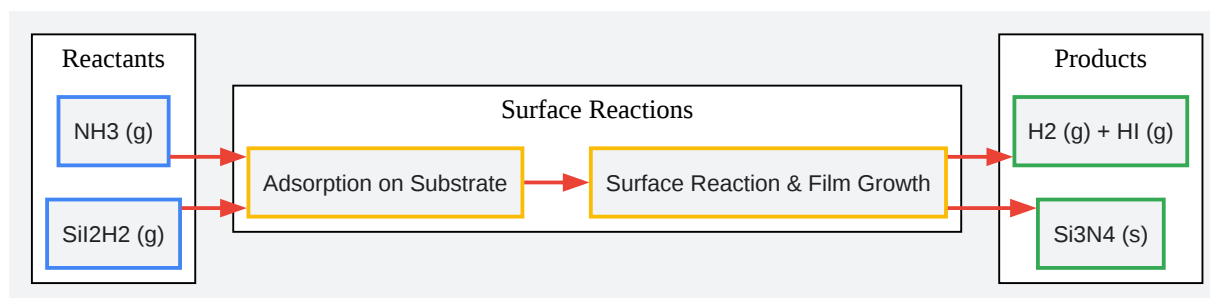 Reactants
NH3 (g)
SiI2H2 (g)
Surface Reactions
Adsorption on Substrate
Surface Reaction & Film Growth
Products
H2 (g) + HI (g)
Si3N4 (s)